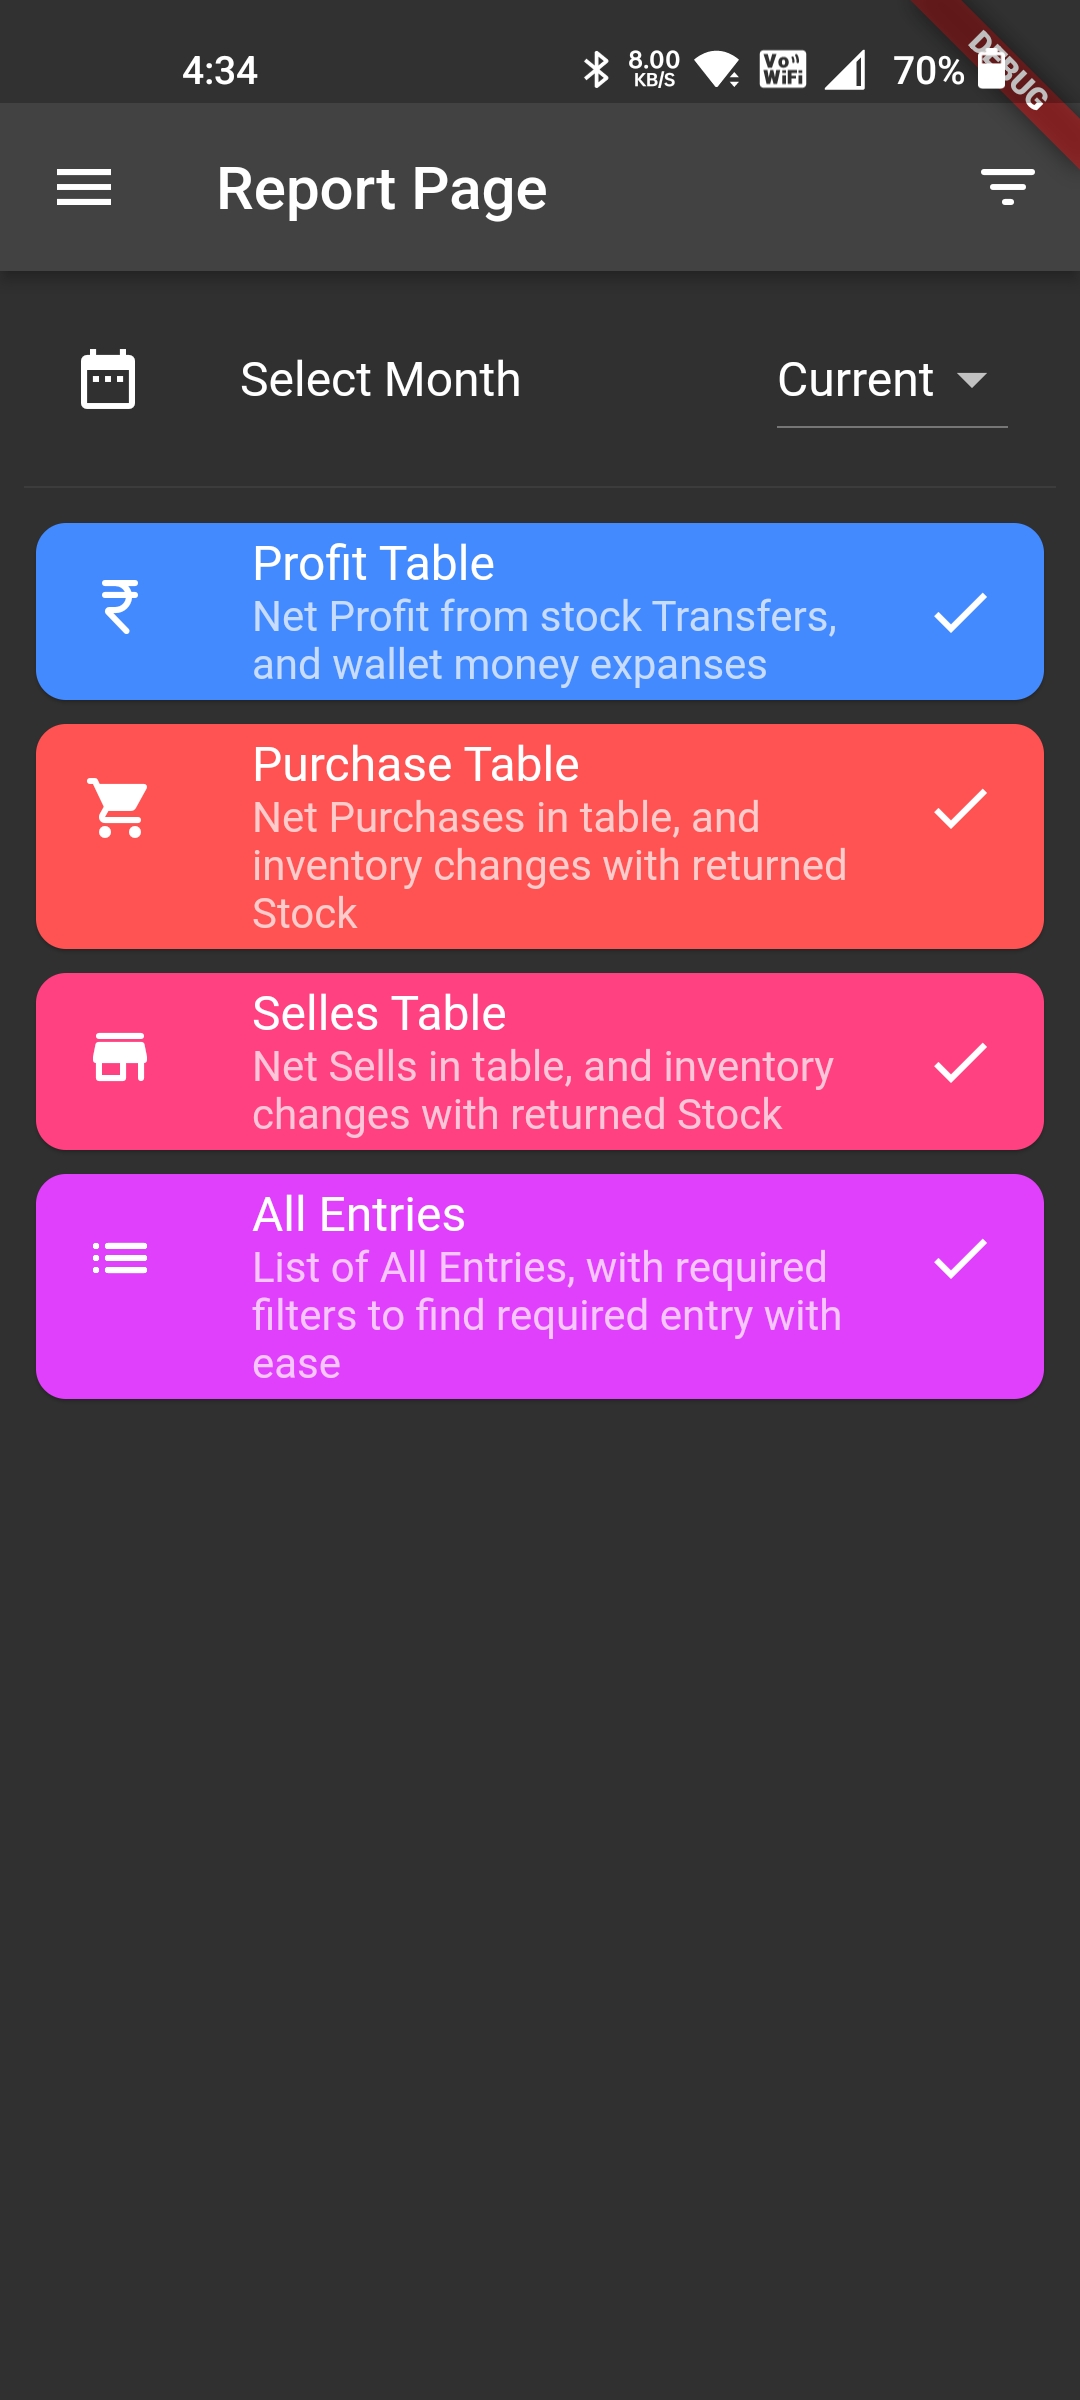 4:34
8.00
KB/S
Vo
WiFi
70%
DEBUG
Report Page
Select Month
Current
Profit Table
Net Profit from stock Transfers,
and wallet money expanses
Purchase Table
Net Purchases in table, and
inventory changes with returned
Stock
Selles Table
Net Sells in table, and inventory
changes with returned Stock
All Entries
List of All Entries, with required
filters to find required entry with
ease